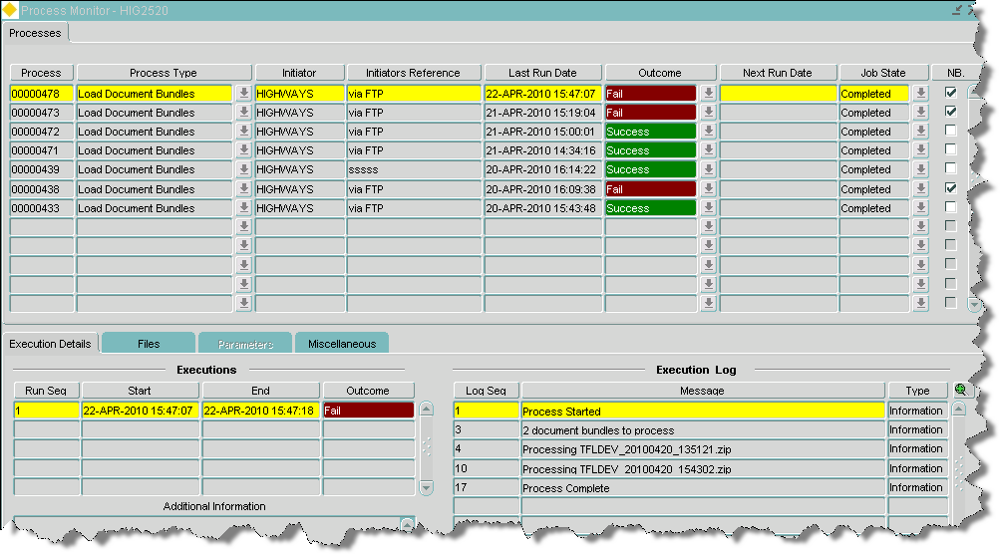 Process Monitor - HIG2520
Processes
Process Process Type Initiator Initiators Reference Last Run Date Outcome Next Run Date Job State NB.
00000478 Load Document Bundles HIGHWAYS via FTP 22-APR-2010 15:47:07 Fail Completed
00000473 Load Document Bundles HIGHWAYS via FTP 21-APR-2010 15:19:04 Fail Completed
00000472 Load Document Bundles HIGHWAYS via FTP 21-APR-2010 15:00:01 Success Completed
00000471 Load Document Bundles HIGHWAYS via FTP 21-APR-2010 14:34:16 Success Completed
00000439 Load Document Bundles HIGHWAYS sssss 20-APR-2010 16:14:22 Success Completed
00000438 Load Document Bundles HIGHWAYS via FTP 20-APR-2010 16:09:38 Fail Completed
00000433 Load Document Bundles HIGHWAYS via FTP 20-APR-2010 15:43:48 Success Completed
Execution Details Files Parameters Miscellaneous
Executions Execution Log
Run Seq Start End Outcome Log Seq Message Type
1 22-APR-2010 15:47:07 22-APR-2010 15:47:18 Fail 1 Process Started Information
3 2 document bundles to process Information
4 Processing TFLDEV_20100420_135121.zip Information
10 Processing TFLDEV_20100420_154302.zip Information
17 Process Complete Information
Additional Information